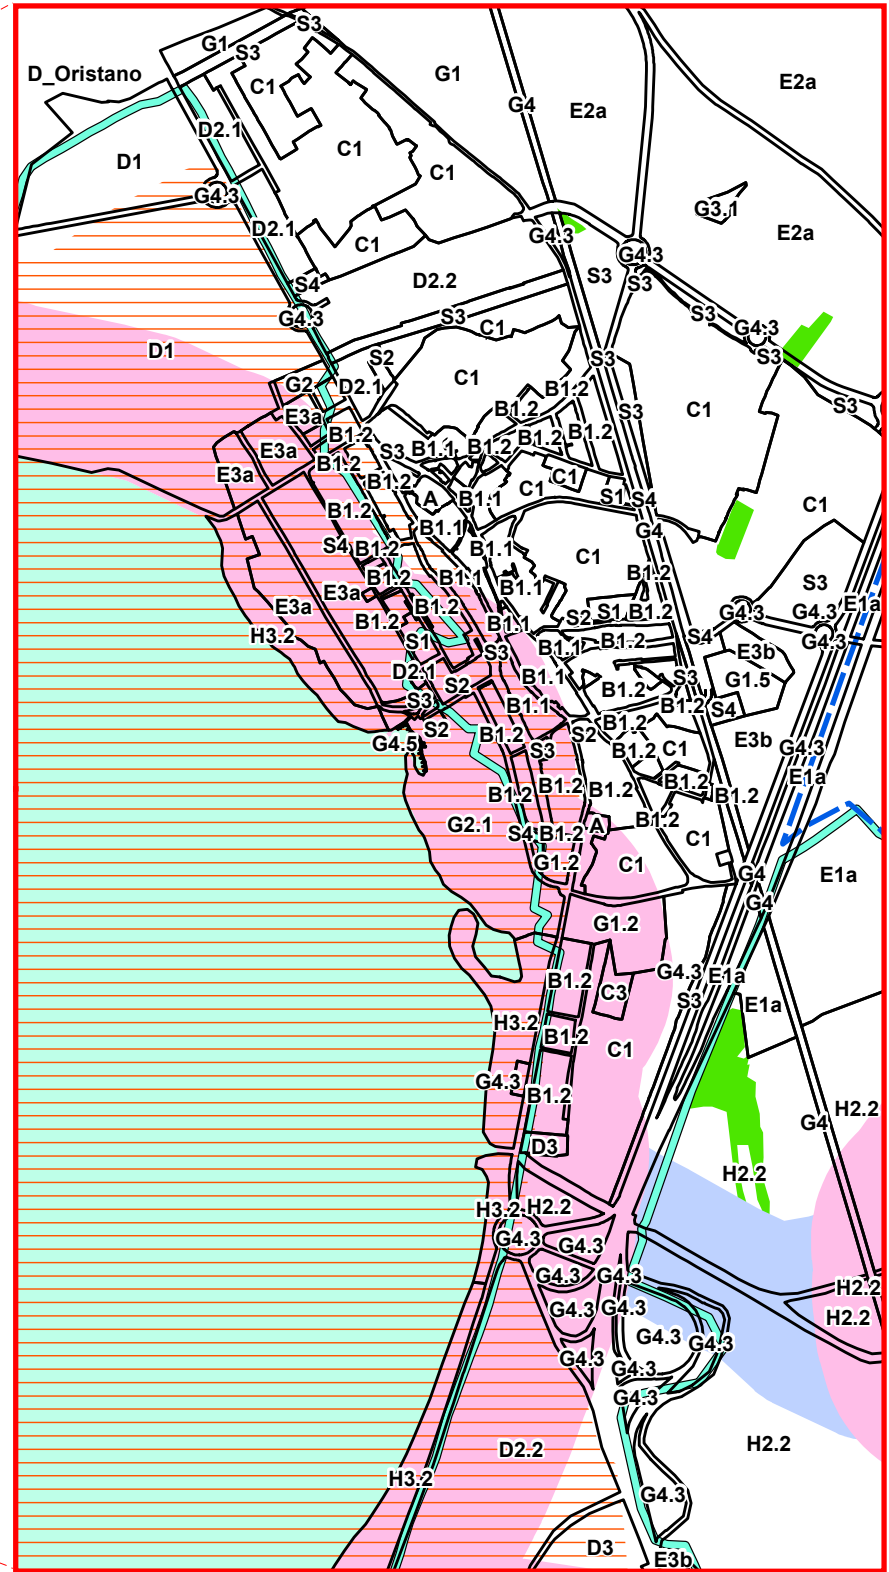 S3
G1
S3
D_Oristano
G1
E2a
C1
G4
E2a
D2.1
C1
D1
C1
G4.3
G3.1
D2.1
C1
G4.3
E2a
G4.3
S4
D2.2
S3
S3
G4.3
S3
S3
G4.3
C1
D1
S2
S3
S3
G2
D2.1
C1
B1.2
E3a
B1.2
S3
C1
S3
B1.2
B1.2
B1.2
E3a
S3
B1.1
B1.2
E3a
B1.2
B1.2
C1
C1
A
B1.1
S1
S4
C1
B1.2
B1.1
G4
S4
B1.2
B1.1
C1
B1.2
B1.1
B1.2
S3
E3a
B1.1
E3a
B1.2
S2
S1
B1.2
G4.3
G4.3
E1a
H3.2
B1.2
B1.1
S1
B1.1
B1.2
S4
G4.3
S3
E3b
D2.1
S2
B1.1
B1.2
S3
G1.5
S3
B1.1
B1.2
S4
S2
B1.2
S2
B1.2
G4.5
S3
B1.2
C1
E3b
G4.3
B1.2
B1.2
B1.2
B1.2
B1.2
E1a
B1.2
G2.1
S4
B1.2
A
B1.2
C1
G1.2
C1
G4
E1a
G4
G1.2
B1.2
C3
G4.3
E1a
S3
E1a
H3.2
B1.2
C1
G4.3
B1.2
H2.2
G4
D3
H2.2
H3.2
H2.2
G4.3
G4.3
G4.3
G4.3
H2.2
G4.3
G4.3
H2.2
G4.3
G4.3
G4.3
G4.3
G4.3
D2.2
H2.2
H3.2
G4.3
D3
E3b